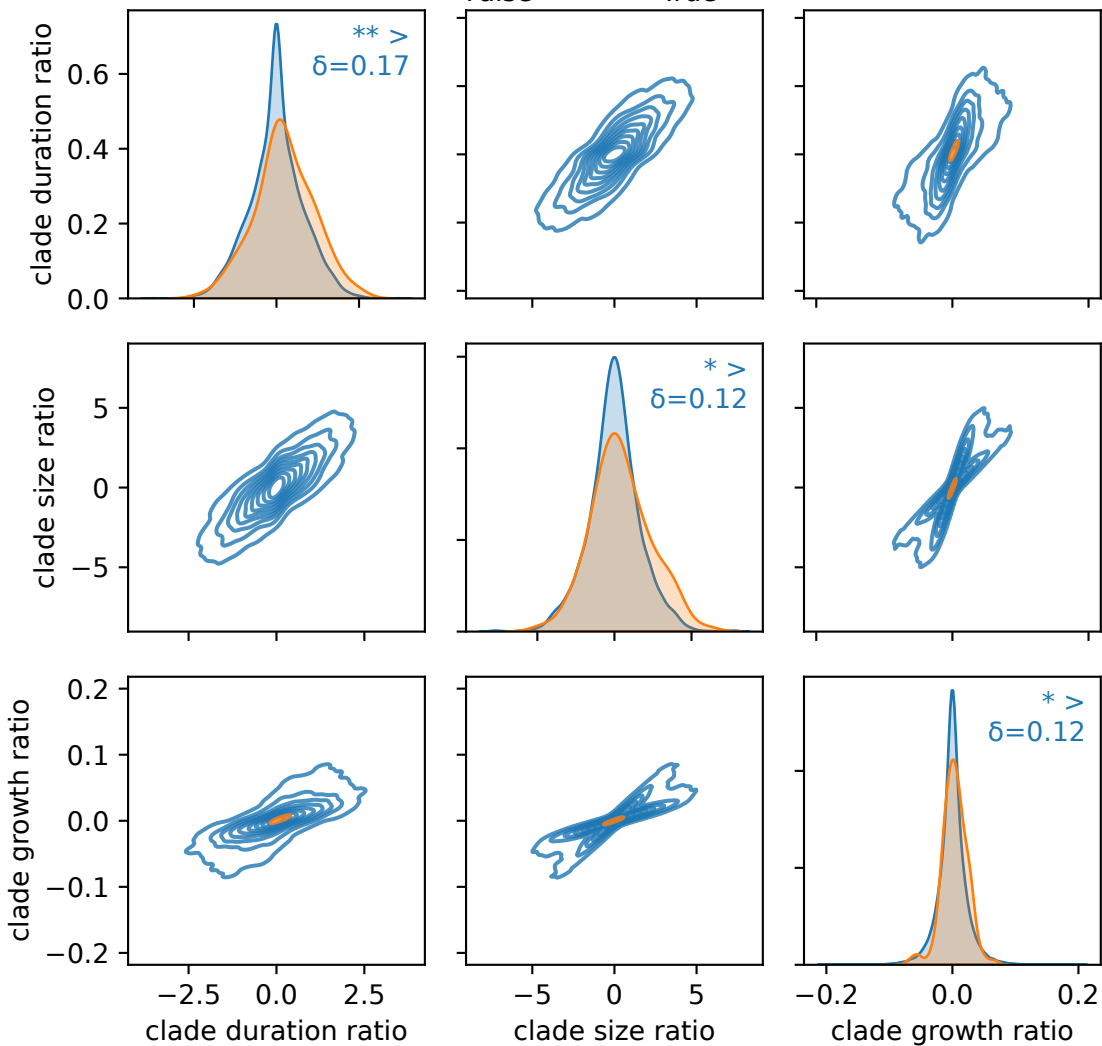 clade duration ratio
0.6
0.4
0.2
0.0
** >
δ=0.17
clade size ratio
5
0
−5
* >
δ=0.12
clade growth ratio
0.2
0.1
0.0
−0.1
−0.2
* >
δ=0.12
−2.5 0.0 2.5
−5 0 5
−0.2 0.0 0.2
clade duration ratio
clade size ratio
clade growth ratio